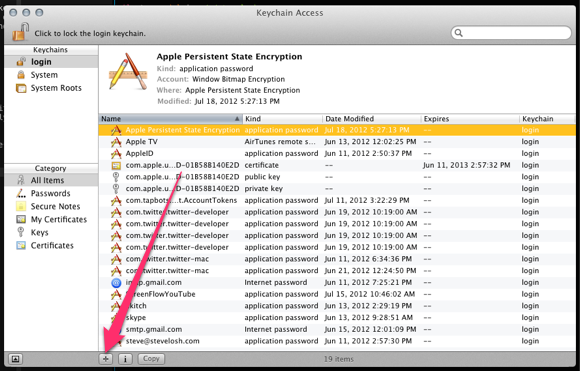 Keychain Access
Click to lock the login keychain.
Keychains
login
System
System Roots
Apple Persistent State Encryption
Kind: application password
Account: Window Bitmap Encryption
Where: Apple Persistent State Encryption
Modified: Jul 18, 2012 5:27:13 PM
Name Kind Date Modified Expires Keychain
Apple Persistent State Encryption application password Jul 18, 2012 5:27:13 PM -- login
Apple TV AirTunes remote s... Jun 13, 2012 12:02:25 PM -- login
AppleID application password Jun 11, 2012 2:50:37 PM -- login
com.apple.u...D-01B58B140E2D certificate -- Jun 11, 2013 2:57:32 PM login
com.apple.u...D-01B58B140E2D public key -- -- login
com.apple.u...D-01B58B140E2D private key -- -- login
com.tapbots....t.AccountTokens application password Jul 11, 2012 3:22:29 PM -- login
com.twitter.twitter-developer application password Jun 19, 2012 10:19:00 AM -- login
com.twitter.twitter-developer application password Jun 19, 2012 10:19:00 AM -- login
com.twitter.twitter-developer application password Jun 19, 2012 10:19:00 AM -- login
com.twitter.twitter-developer application password Jun 19, 2012 10:19:00 AM -- login
com.twitter.twitter-mac application password Jun 11, 2012 6:34:36 PM -- login
com.twitter.twitter-mac application password Jun 21, 2012 12:24:50 PM -- login
.gmail.com Internet password Jun 11, 2012 7:25:21 PM -- login
ScreenFlowYouTube application password Jul 15, 2012 10:46:02 AM -- login
skitch application password Jun 13, 2012 2:29:19 PM -- login
skype application password Jun 13, 2012 9:28:51 AM -- login
smtp.gmail.com Internet password Jun 15, 2012 12:01:09 PM -- login
steve@stevelosh.com application password Jun 11, 2012 2:57:30 PM -- login
Category
All Items
Passwords
Secure Notes
My Certificates
Keys
Certificates
+ i Copy
19 items